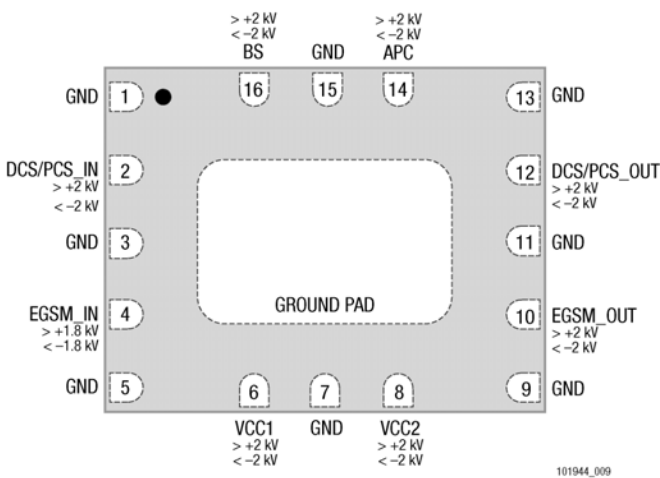 > +2 kV
< –2 kV
BS
GND
> +2 kV
< –2 kV
APC
16
15
14
GND 1
13 GND
DCS/PCS_IN 2
> +2 kV
< –2 kV
12 DCS/PCS_OUT
> +2 kV
< –2 kV
GND 3
11 GND
EGSM_IN 4
> +1.8 kV
< –1.8 kV
GROUND PAD
10 EGSM_OUT
> +2 kV
< –2 kV
GND 5
9 GND
6
7
8
VCC1
> +2 kV
< –2 kV
GND
VCC2
> +2 kV
< –2 kV
101944_009